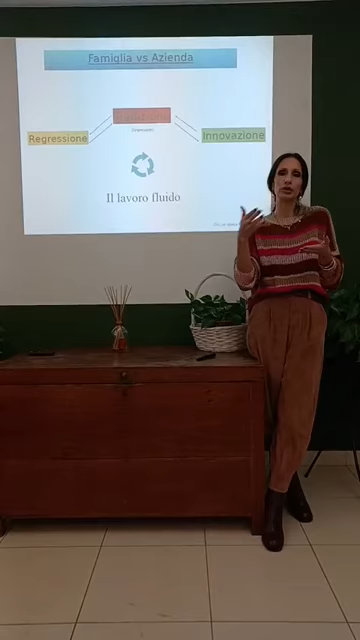 Famiglia vs Azienda
Regressione
Innovazione
Il lavoro fluido